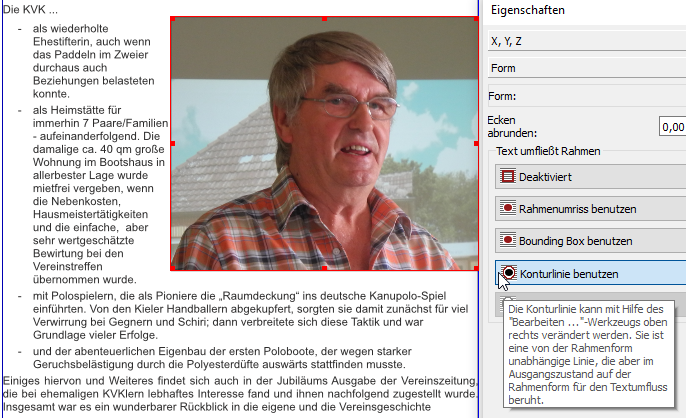 Die KVK ...
- als wiederholte
Ehestifterin, auch wenn
das Paddeln im Zweier
durchaus auch
Beziehungen belasteten
konnte.
- als Heimstätte für
immerhin 7 Paare/Familien
- aufeinanderfolgend. Die
damalige ca. 40 qm große
Wohnung im Bootshaus in
allerbester Lage wurde
mietfrei vergeben, wenn
die Nebenkosten,
Hausmeistertätigkeiten
und die einfache, aber
sehr wertgeschätzte
Bewirtung bei den
Vereinstreffen
übernommen wurde.
- mit Polospielern, die als Pioniere die „Raumdeckung“ ins deutsche Kanupolo-Spiel
einführten. Von den Kieler Handballern abgekupfert, sorgten sie damit zunächst für viel
Verwirrung bei Gegnern und Schiri; dann verbreitete sich diese Taktik und war
Grundlage vieler Erfolge.
- und der abenteuerlichen Eigenbau der ersten Poloboote, der wegen starker
Geruchsbelästigung durch die Polyesterdüfte auswärts stattfinden musste.
Einiges hiervon und Weiteres findet sich auch in der Jubiläums Ausgabe der Vereinszeitung,
die bei ehemaligen KVKlern lebhaftes Interesse fand und ihnen nachfolgend zugestellt wurde.
Insgesamt war es ein wunderbarer Rückblick in die eigene und die Vereinsgeschichte
Eigenschaften
X, Y, Z
Form
Form:
Ecken
abrunden:
0,00
Text umfließt Rahmen
Deaktiviert
Rahmenumriss benutzen
Bounding Box benutzen
Konturlinie benutzen
Die Konturlinie kann mit Hilfe des
"Bearbeiten ..."-Werkzeugs oben
rechts verändert werden. Sie ist
eine von der Rahmenform
unabhängige Linie, die aber im
Ausgangszustand auf der
Rahmenform für den Textumfluss
beruht.